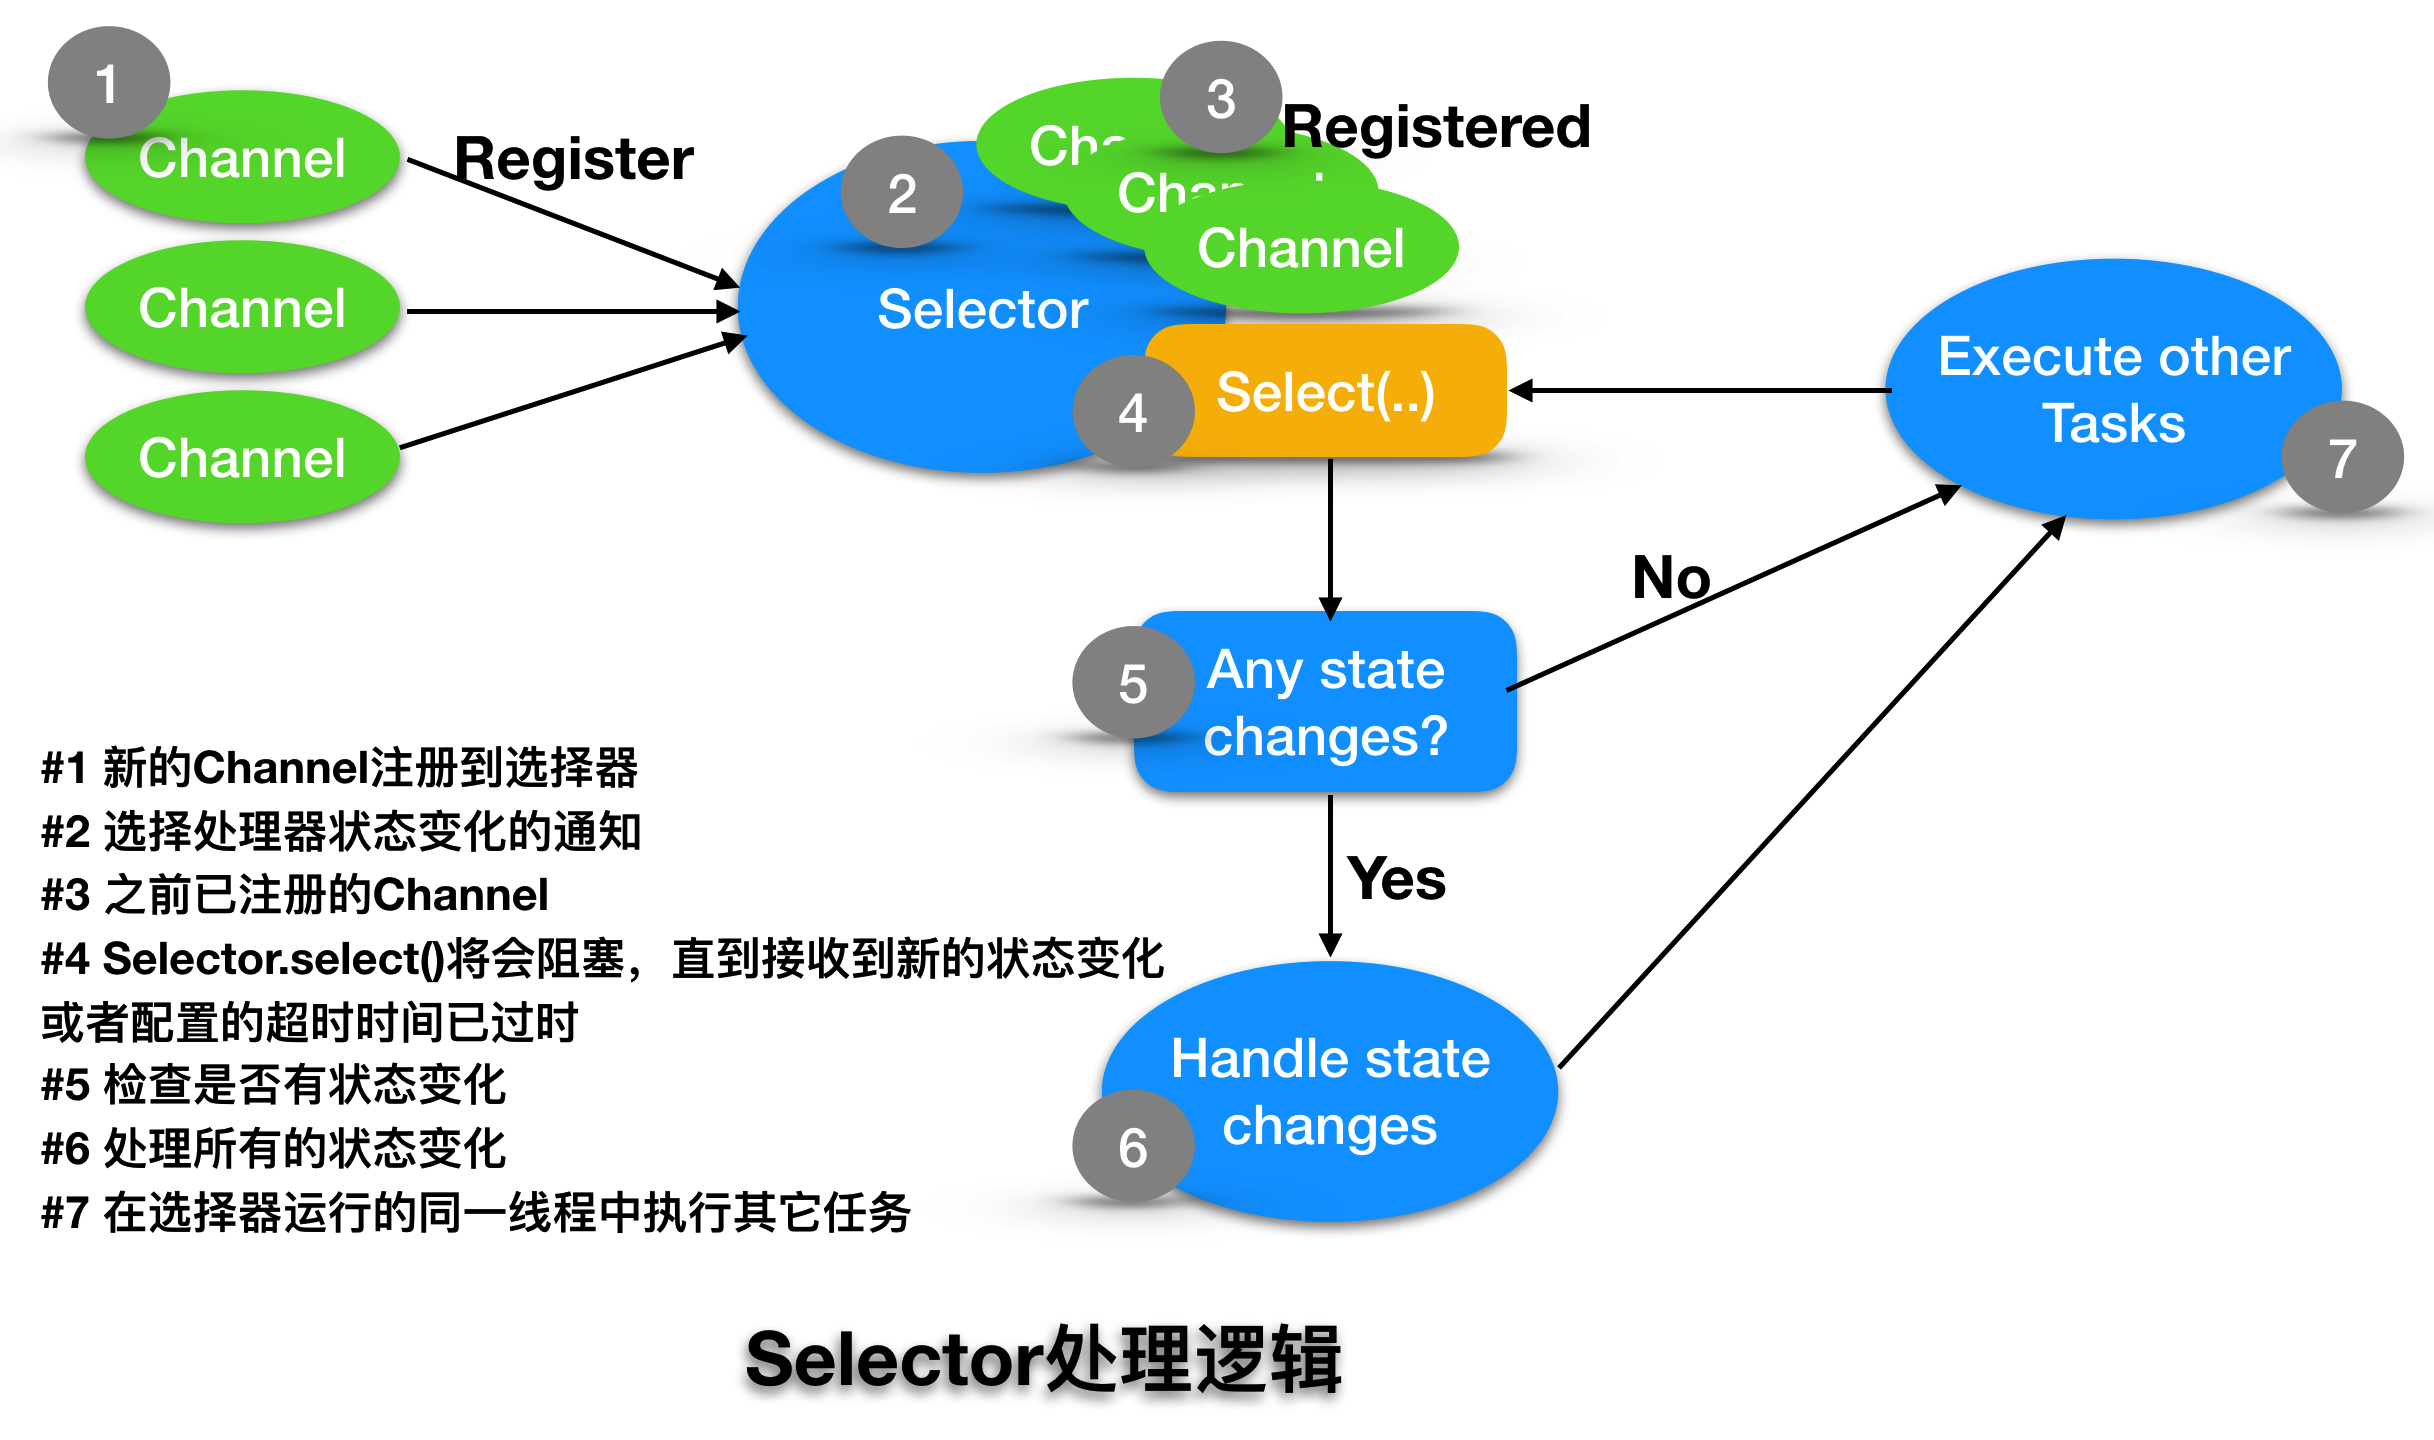 1
Channel
Register
Channel
Channel
2
Selector
3
Registered
Channel
4
Select(..)
Execute other
Tasks
7
No
5
Any state
changes?
Yes
6
Handle state
changes
#1 新的Channel注册到选择器
#2 选择处理器状态变化的通知
#3 之前已注册的Channel
#4 Selector.select()将会阻塞，直到接收到新的状态变化
或者配置的超时时间已过时
#5 检查是否有状态变化
#6 处理所有的状态变化
#7 在选择器运行的同一线程中执行其它任务
Selector处理逻辑